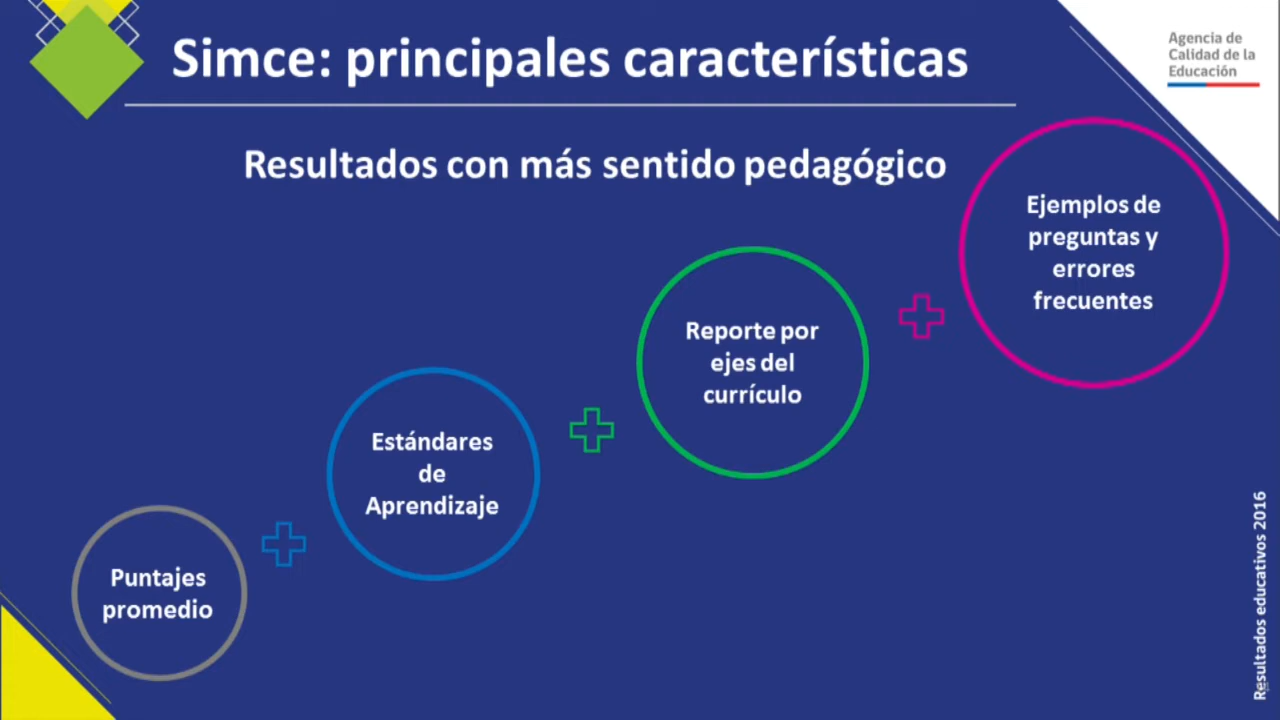 Simce: principales características
Agencia de
Calidad de la
Educación
Resultados con más sentido pedagógico
Ejemplos de
preguntas y
errores
frecuentes
Reporte por
ejes del
currículo
Estándares
de
Aprendizaje
Puntajes
promedio
Resultados educativos 2016